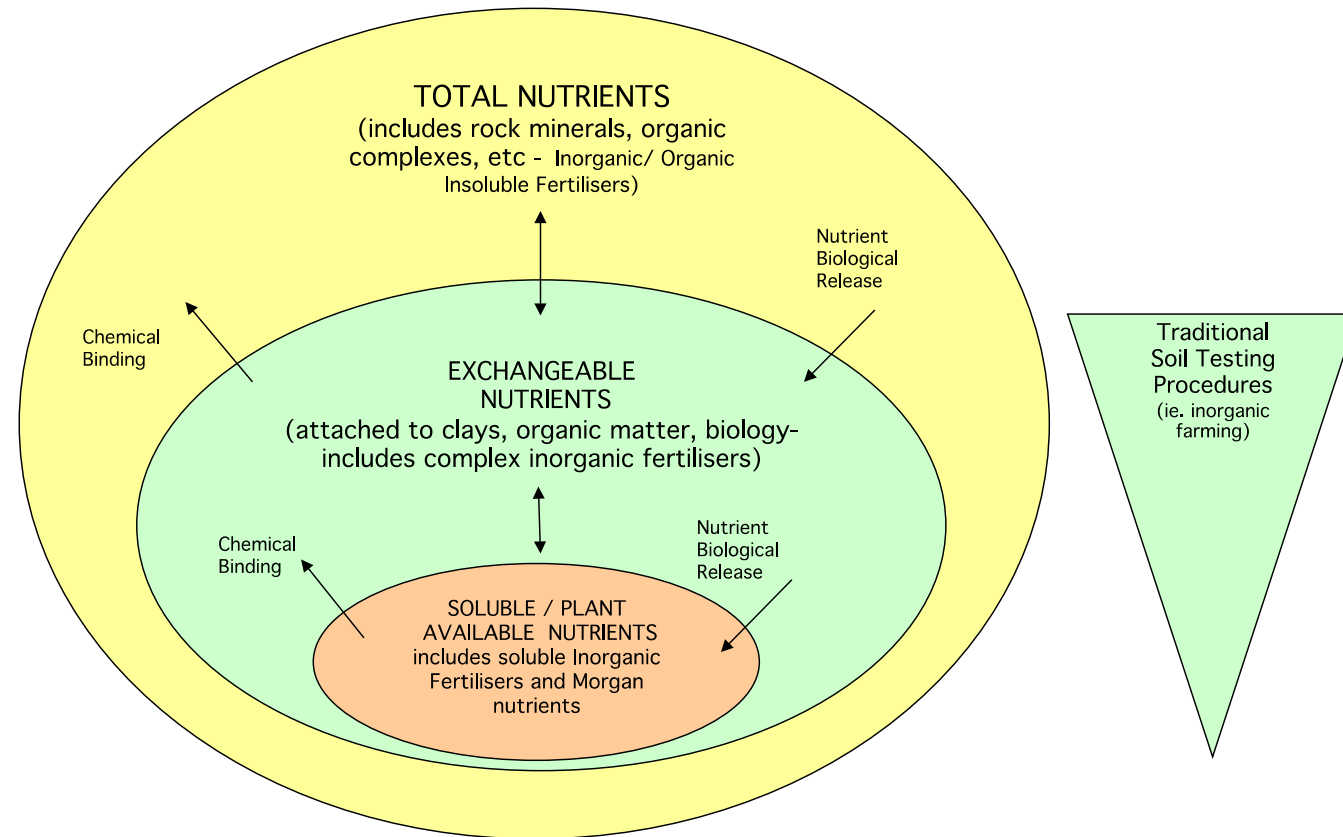 TOTAL NUTRIENTS
(includes rock minerals, organic
complexes, etc - Inorganic/ Organic
Insoluble Fertilisers)
Nutrient
Biological
Release
Chemical
Binding
EXCHANGEABLE
NUTRIENTS
(attached to clays, organic matter, biology-
includes complex inorganic fertilisers)
Nutrient
Biological
Release
Chemical
Binding
SOLUBLE / PLANT
AVAILABLE NUTRIENTS
includes soluble Inorganic
Fertilisers and Morgan
nutrients
Traditional
Soil Testing
Procedures
(ie. inorganic
farming)